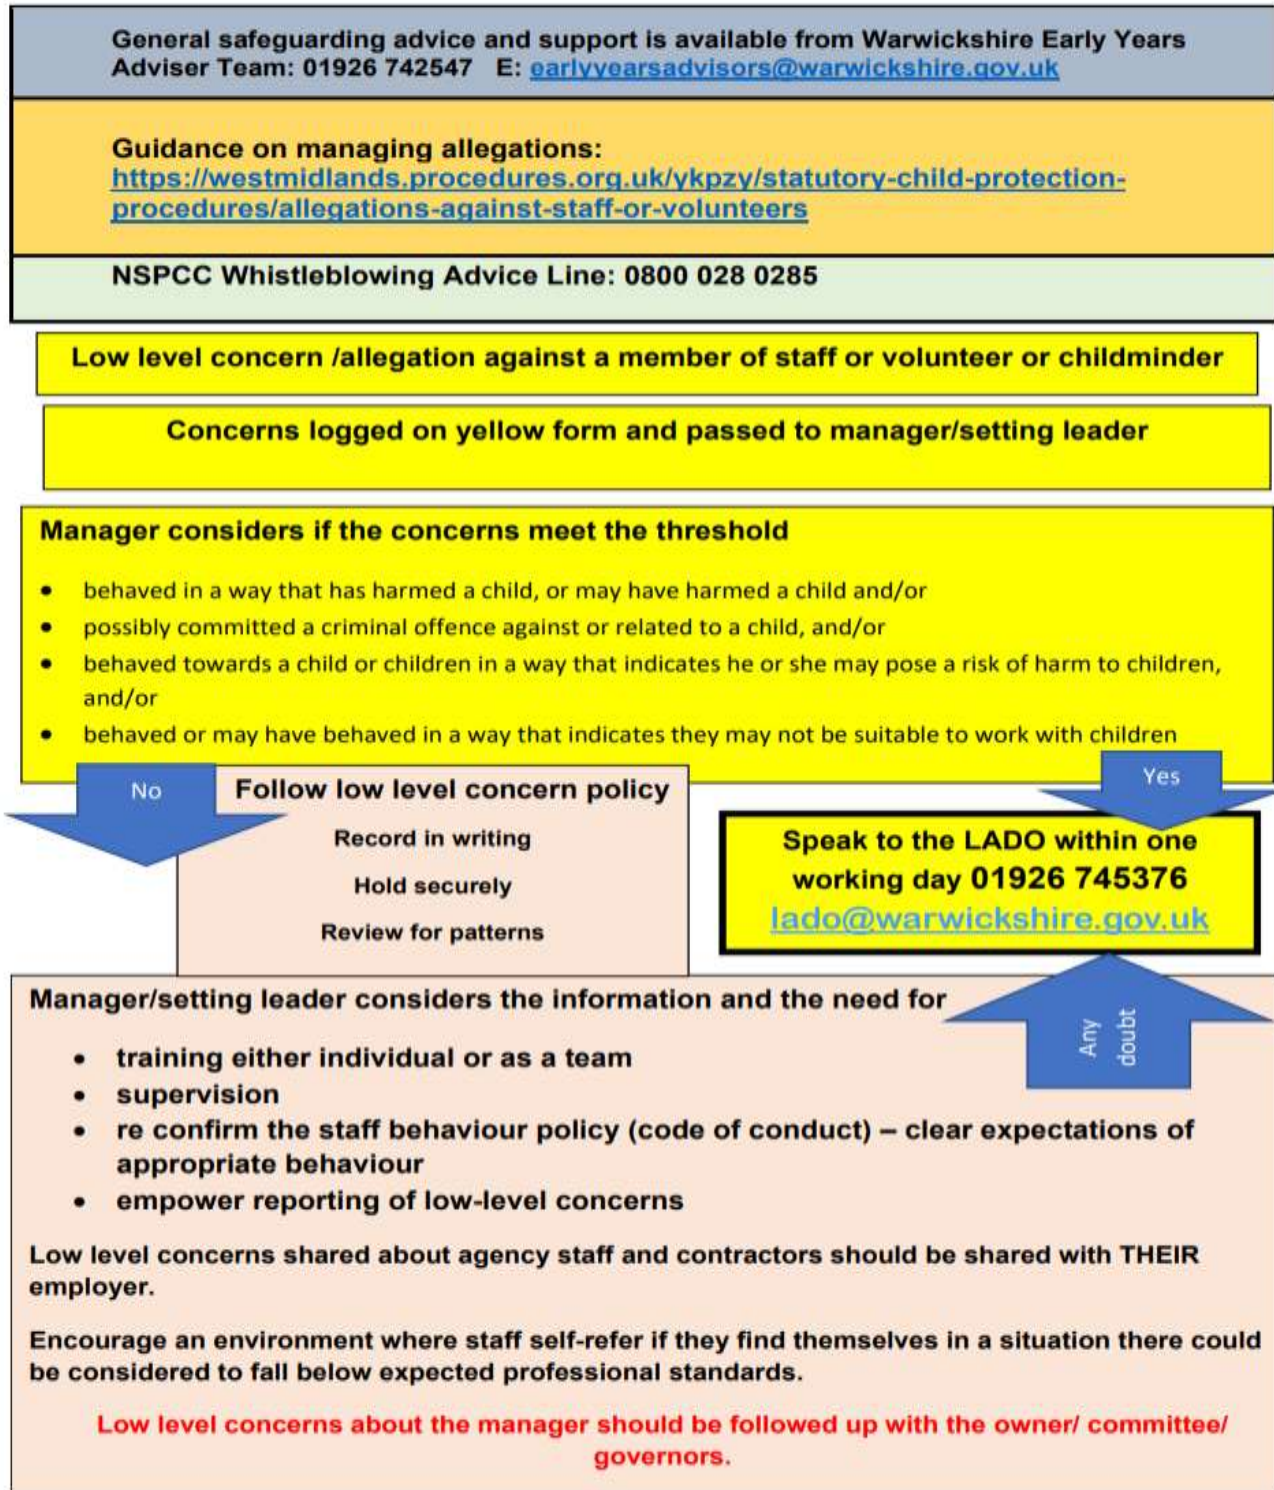 General safeguarding advice and support is available from Warwickshire Early Years
Adviser Team: 01926 742547 E: earlyyearsadvisors@warwickshire.gov.uk
Guidance on managing allegations:
https://westmidlands.procedures.org.uk/ykpzy/statutory-child-protection-
procedures/allegations-against-staff-or-volunteers
NSPCC Whistleblowing Advice Line: 0800 028 0285
Low level concern /allegation against a member of staff or volunteer or childminder
Concerns logged on yellow form and passed to manager/setting leader
Manager considers if the concerns meet the threshold
• behaved in a way that has harmed a child, or may have harmed a child and/or
• possibly committed a criminal offence against or related to a child, and/or
• behaved towards a child or children in a way that indicates he or she may pose a risk of harm to children,
and/or
• behaved or may have behaved in a way that indicates they may not be suitable to work with children
No
Follow low level concern policy
Record in writing
Hold securely
Review for patterns
Yes
Speak to the LADO within one
working day 01926 745376
lado@warwickshire.gov.uk
Any
doubt
Manager/setting leader considers the information and the need for
• training either individual or as a team
• supervision
• re confirm the staff behaviour policy (code of conduct) – clear expectations of
appropriate behaviour
• empower reporting of low-level concerns
Low level concerns shared about agency staff and contractors should be shared with THEIR
employer.
Encourage an environment where staff self-refer if they find themselves in a situation there could
be considered to fall below expected professional standards.
Low level concerns about the manager should be followed up with the owner/ committee/
governors.